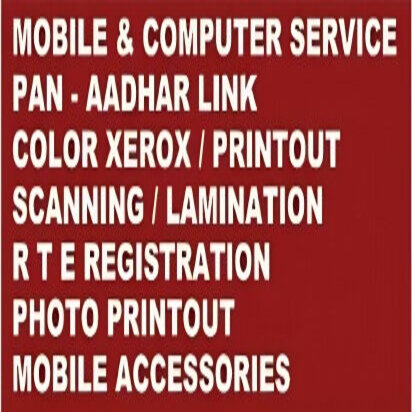 MOBILE & COMPUTER SERVICE
PAN - AADHAR LINK
COLOR XEROX / PRINTOUT
SCANNING / LAMINATION
R T E REGISTRATION
PHOTO PRINTOUT
MOBILE ACCESSORIES